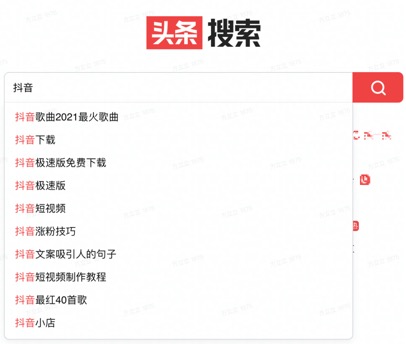 头条搜索
抖音
抖音歌曲2021最火歌曲
抖音下载
抖音极速版免费下载
抖音极速版
抖音短视频
抖音涨粉技巧
抖音文案吸引人的句子
抖音短视频制作教程
抖音最红40首歌
抖音小店